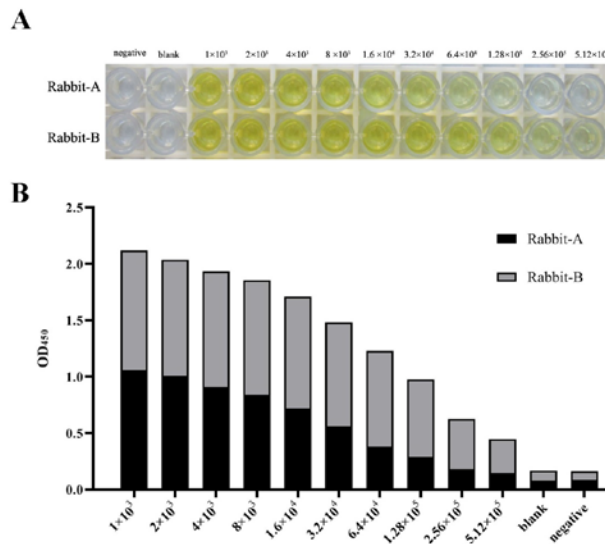 A
negative blank 1×10³ 2×10³ 4×10³ 8×10³ 1.6×10⁴ 3.2×10⁴ 6.4×10⁴ 1.28×10⁵ 2.56×10⁵
Rabbit-A
Rabbit-B
B
2.5
2.0
1.5
1.0
0.5
0.0
OD450
Rabbit-A
Rabbit-B
1×10³ 2×10³ 4×10³ 8×10³ 1.6×10⁴ 3.2×10⁴ 6.4×10⁴ 1.28×10⁵ 2.56×10⁵ 5.12×10⁵ blank negative